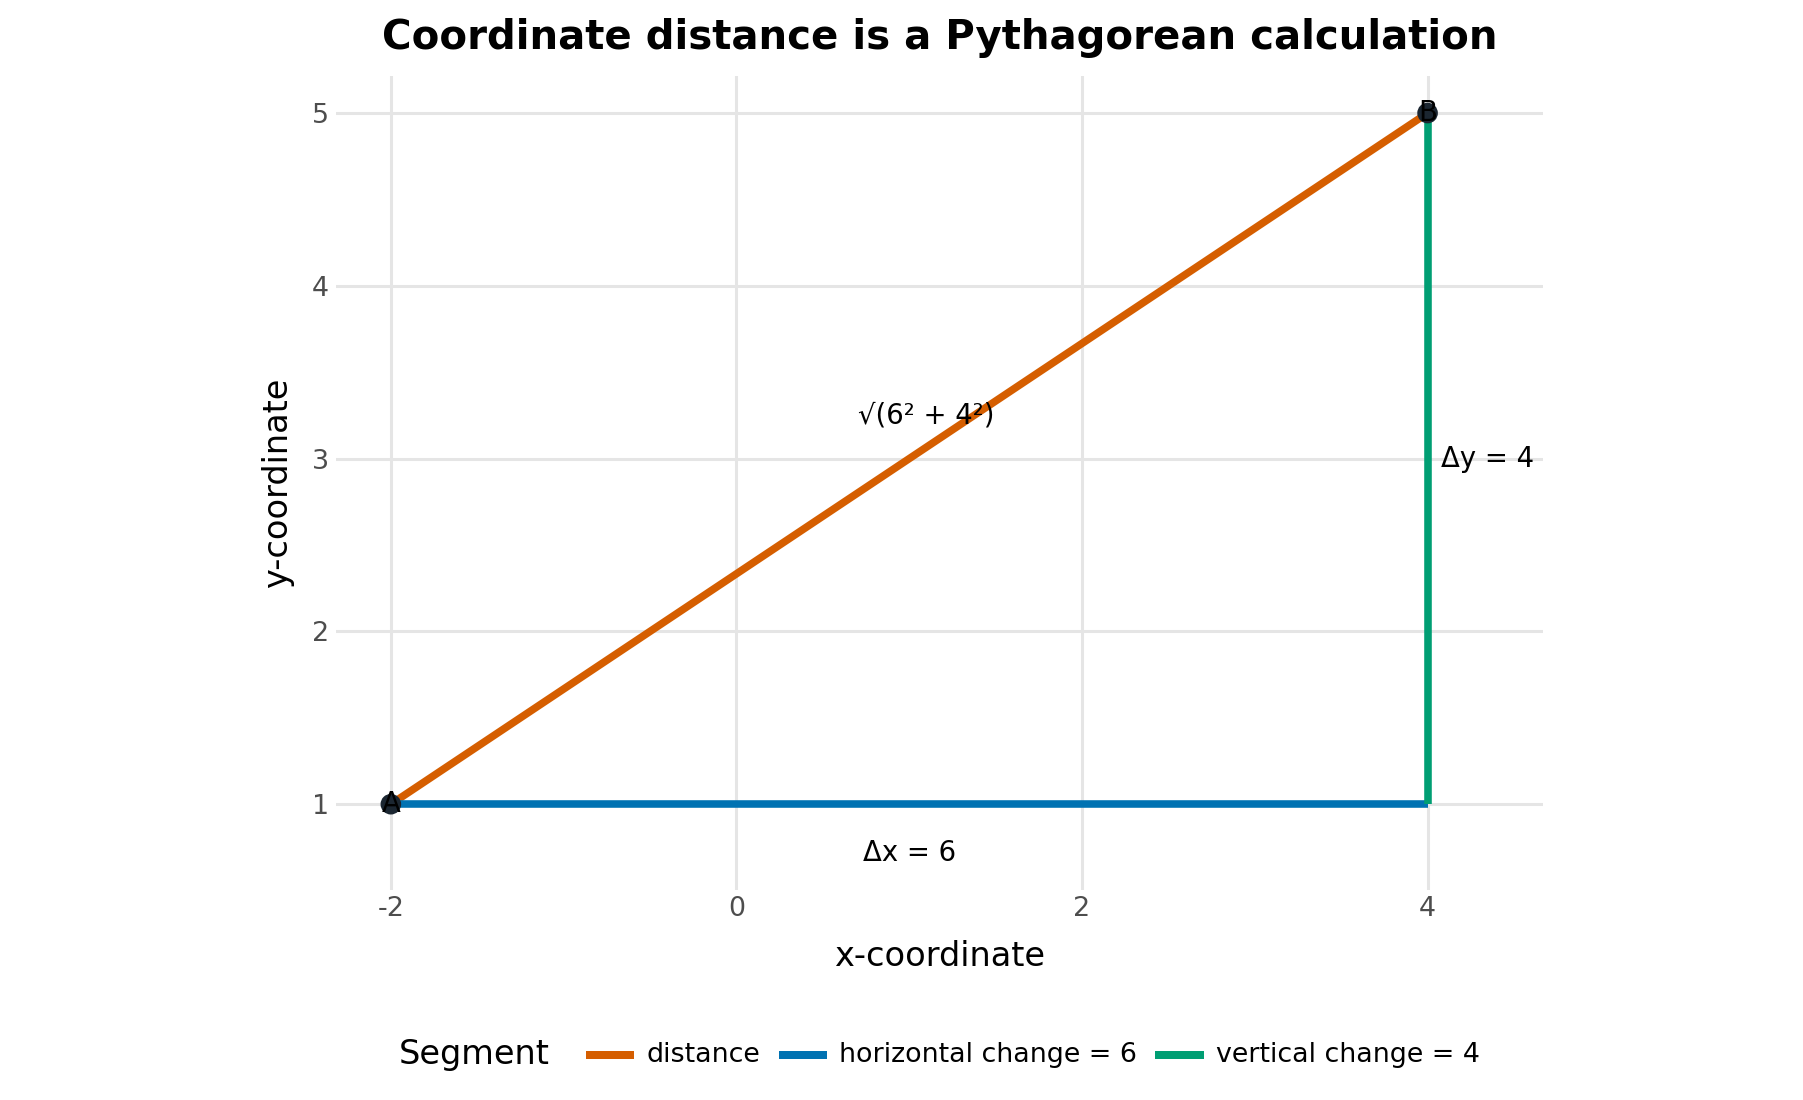 Coordinate distance is a Pythagorean calculation
5
4
3
2
1
y-coordinate
B
√(6² + 4²)
Δy = 4
A
Δx = 6
-2 0 2 4
x-coordinate
Segment distance horizontal change = 6 vertical change = 4